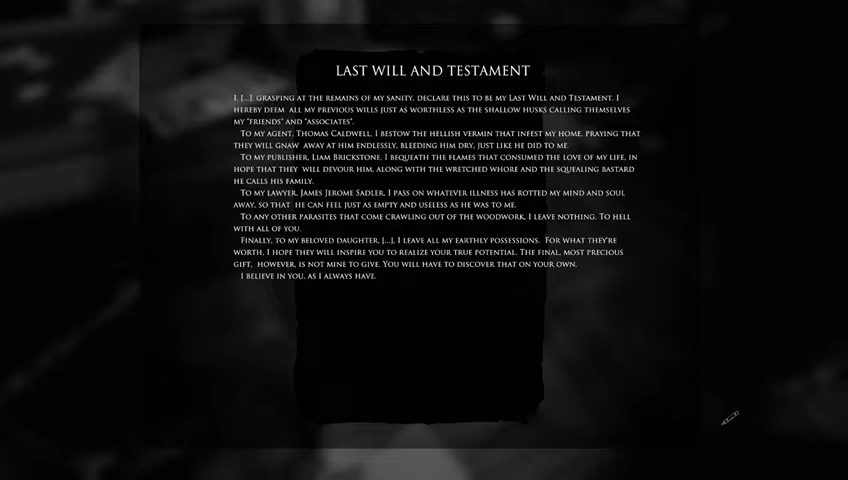 LAST WILL AND TESTAMENT
I, [...], GRASPING AT THE REMAINS OF MY SANITY, DECLARE THIS TO BE MY LAST WILL AND TESTAMENT. I
HEREBY DEEM ALL MY PREVIOUS WILLS JUST AS WORTHLESS AS THE SHALLOW HUSKS CALLING THEMSELVES
MY "FRIENDS" AND "ASSOCIATES".
TO MY AGENT, THOMAS CALDWELL, I BESTOW THE HELLISH VERMIN THAT INFEST MY HOME, PRAYING THAT
THEY WILL GNAW AWAY AT HIM ENDLESSLY, BLEEDING HIM DRY, JUST LIKE HE DID TO ME.
TO MY PUBLISHER, LIAM BRICKSTONE, I BEQUEATH THE FLAMES THAT CONSUMED THE LOVE OF MY LIFE, IN
HOPE THAT THEY WILL DEVOUR HIM, ALONG WITH THE WRETCHED WHORE AND THE SQUEALING BASTARD
HE CALLS HIS FAMILY.
TO MY LAWYER, JAMES JEROME SADLER, I PASS ON WHATEVER ILLNESS HAS ROTTED MY MIND AND SOUL
AWAY, SO THAT HE CAN FEEL JUST AS EMPTY AND USELESS AS HE WAS TO ME.
TO ANY OTHER PARASITES THAT COME CRAWLING OUT OF THE WOODWORK, I LEAVE NOTHING. TO HELL
WITH ALL OF YOU.
FINALLY, TO MY BELOVED DAUGHTER, [...], I LEAVE ALL MY EARTHLY POSSESSIONS. FOR WHAT THEY'RE
WORTH, I HOPE THEY WILL INSPIRE YOU TO REALIZE YOUR TRUE POTENTIAL. THE FINAL, MOST PRECIOUS
GIFT, HOWEVER, IS NOT MINE TO GIVE. YOU WILL HAVE TO DISCOVER THAT ON YOUR OWN.
I BELIEVE IN YOU, AS I ALWAYS HAVE.